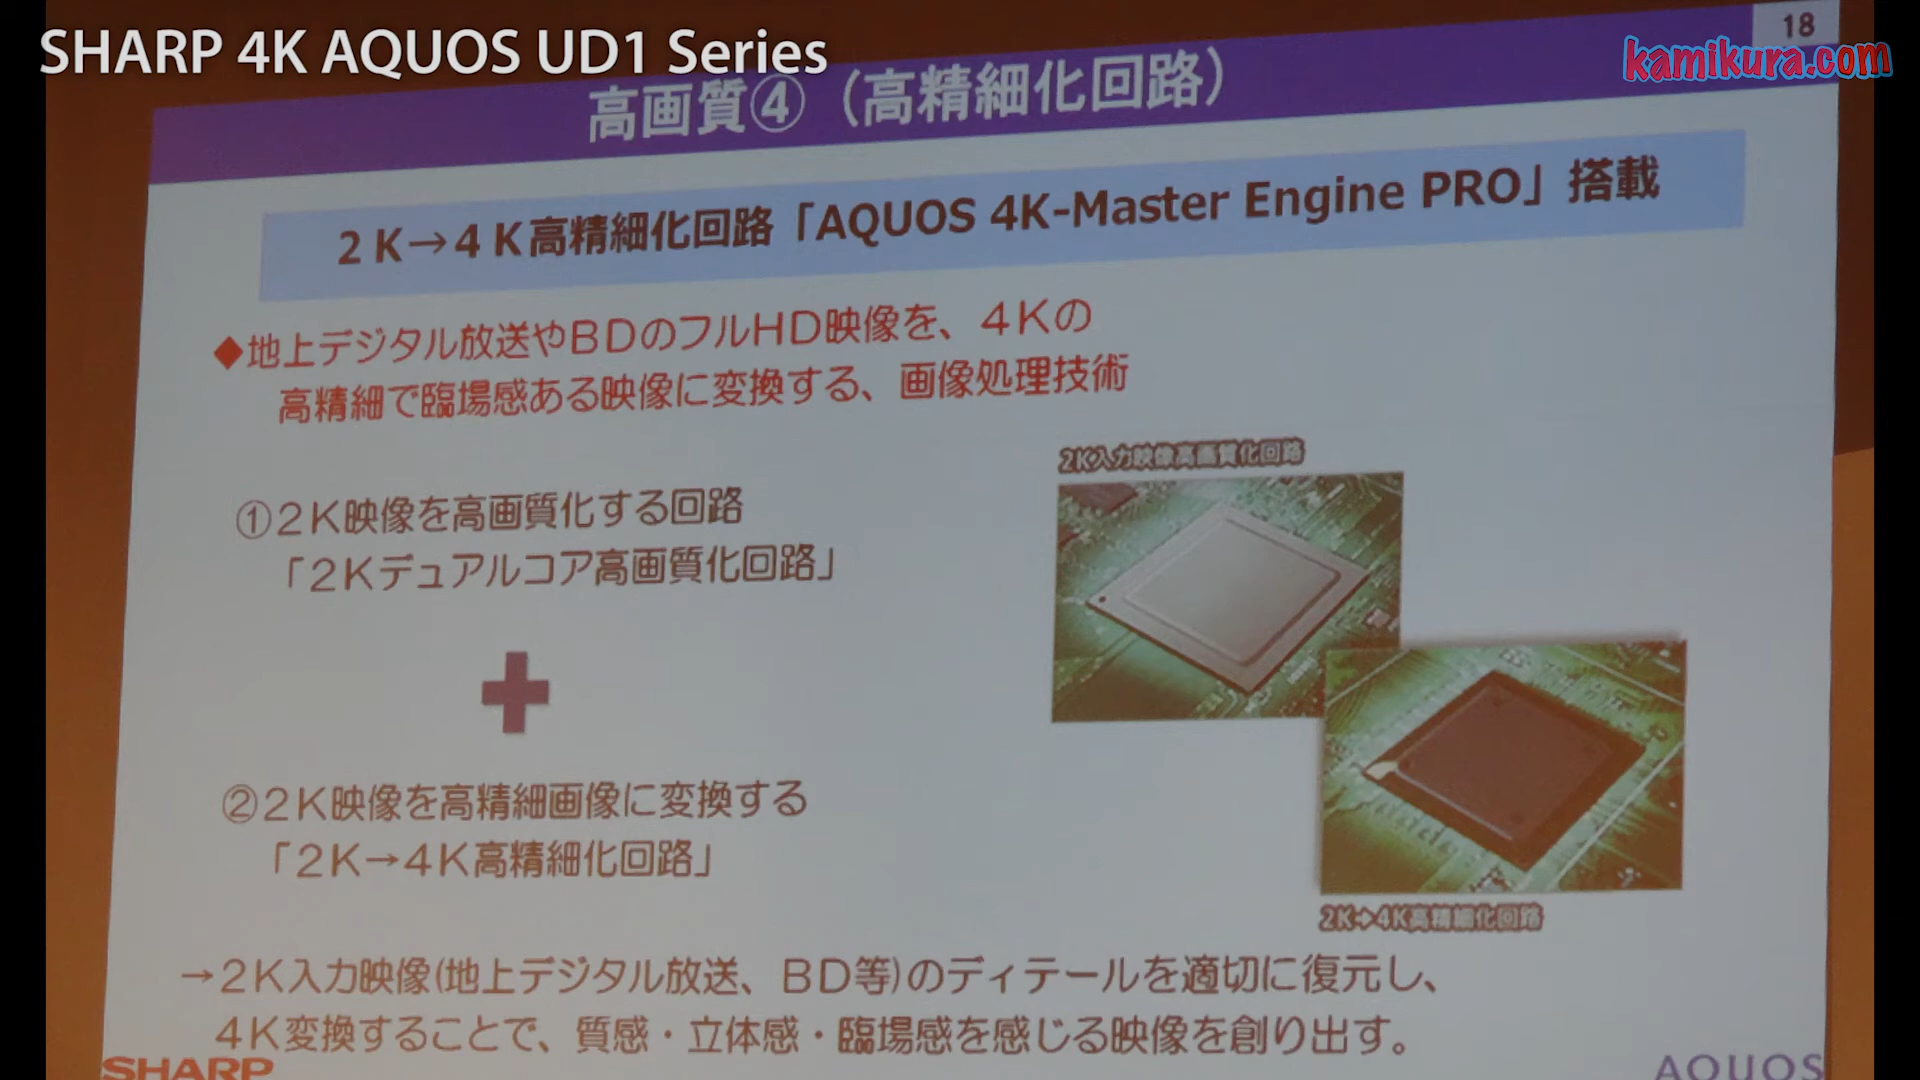 SHARP 4K AQUOS UD1 Series
18
kamikura.com
高画質④（高精細化回路）
２Ｋ→４Ｋ高精細化回路「AQUOS 4K-Master Engine PRO」搭載
◆地上デジタル放送やＢＤのフルＨＤ映像を、４Ｋの
高精細で臨場感ある映像に変換する、画像処理技術
2K入力映像高画質化回路
①２Ｋ映像を高画質化する回路
「２Ｋデュアルコア高画質化回路」
②２Ｋ映像を高精細画像に変換する
「２Ｋ→４Ｋ高精細化回路」
2K→4K高精細化回路
→２Ｋ入力映像(地上デジタル放送、ＢＤ等)のディテールを適切に復元し、
４Ｋ変換することで、質感・立体感・臨場感を感じる映像を創り出す。
SHARP
AQUOS